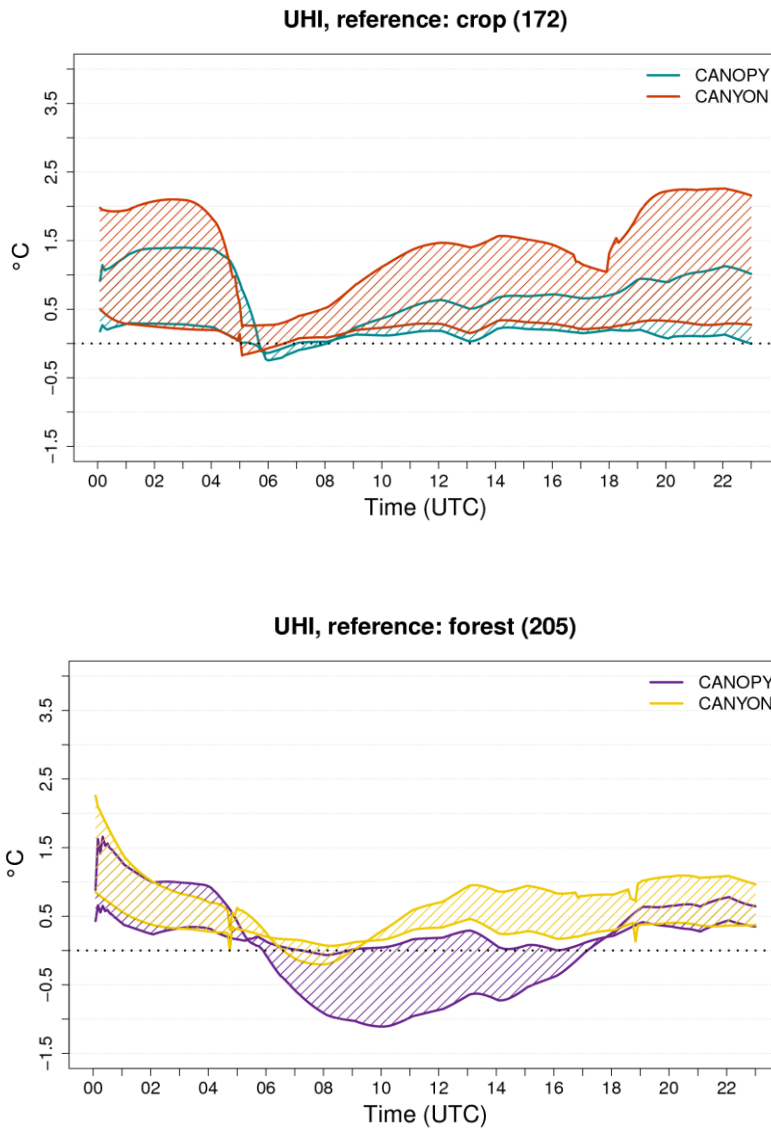 UHI, reference: crop (172)
CANOPY
CANYON
3.5
2.5
1.5
0.5
−0.5
−1.5
°C
00 02 04 06 08 10 12 14 16 18 20 22
Time (UTC)
UHI, reference: forest (205)
CANOPY
CANYON
3.5
2.5
1.5
0.5
−0.5
−1.5
°C
00 02 04 06 08 10 12 14 16 18 20 22
Time (UTC)